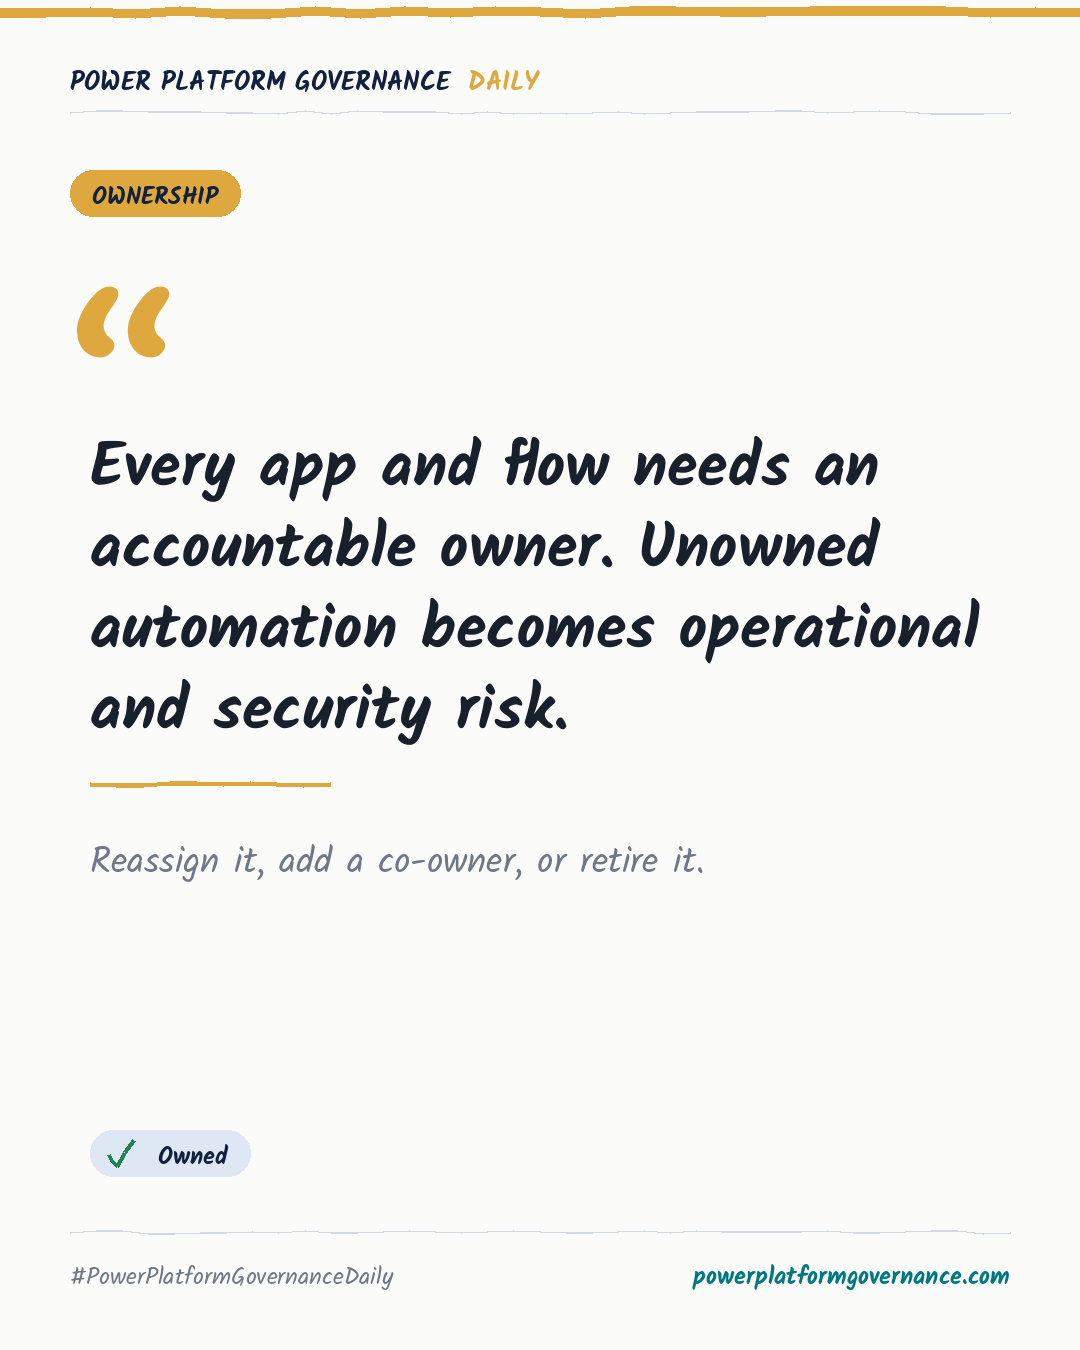 POWER PLATFORM GOVERNANCE DAILY
OWNERSHIP
“
Every app and flow needs an
accountable owner. Unowned
automation becomes operational
and security risk.
Reassign it, add a co-owner, or retire it.
✓ Owned
#PowerPlatformGovernanceDaily
powerplatformgovernance.com